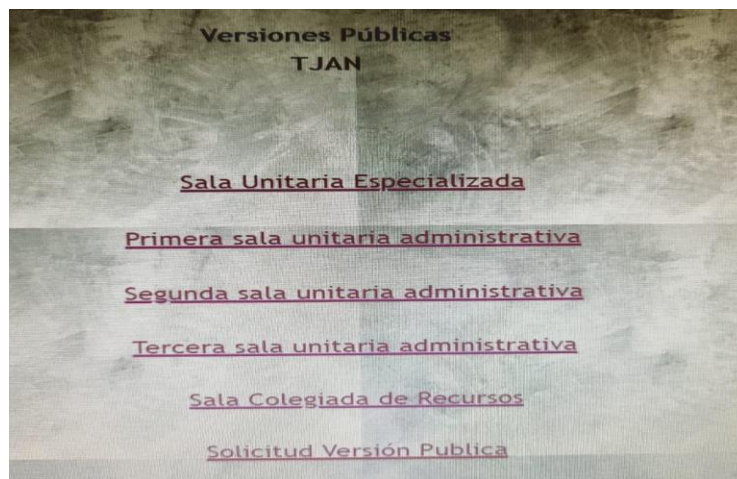 Versiones Públicas
TJAN
Sala Unitaria Especializada
Primera sala unitaria administrativa
Segunda sala unitaria administrativa
Tercera sala unitaria administrativa
Sala Colegiada de Recursos
Solicitud Versión Publica